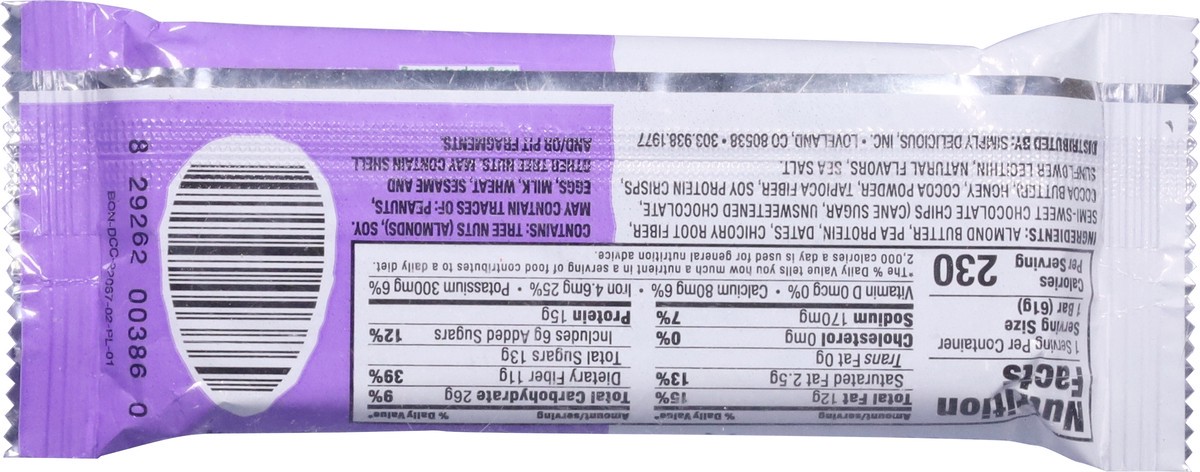 Nutrition
Facts
1 Serving Per Container
Serving Size
1 Bar (61g)
Calories
Per Serving
230
Amount/serving % Daily Value*
Total Fat 12g 15%
Saturated Fat 2.5g 13%
Trans Fat 0g
Cholesterol 0mg 0%
Sodium 170mg 7%
Amount/serving % Daily Value*
Total Carbohydrate 26g 9%
Dietary Fiber 11g 39%
Total Sugars 13g
Includes 6g Added Sugars 12%
Protein 15g
Vitamin D 0mcg 0% • Calcium 80mg 6% • Iron 4.6mg 25% • Potassium 300mg 6%
*The % Daily Value tells you how much a nutrient in a serving of food contributes to a daily diet.
2,000 calories a day is used for general nutrition advice.
INGREDIENTS: ALMOND BUTTER, PEA PROTEIN, DATES, CHICORY ROOT FIBER,
SEMI-SWEET CHOCOLATE CHIPS (CANE SUGAR, UNSWEETENED CHOCOLATE,
COCOA BUTTER), HONEY, COCOA POWDER, TAPIOCA FIBER, SOY PROTEIN CRISPS,
SUNFLOWER LECITHIN, NATURAL FLAVORS, SEA SALT.
DISTRIBUTED BY: SIMPLY DELICIOUS, INC. • LOVELAND, CO 80538 • 303.938.1977
CONTAINS: TREE NUTS (ALMONDS), SOY.
MAY CONTAIN TRACES OF: PEANUTS,
EGGS, MILK, WHEAT, SESAME AND
OTHER TREE NUTS. MAY CONTAIN SHELL
AND/OR PIT FRAGMENTS.
8 29262 00386 0